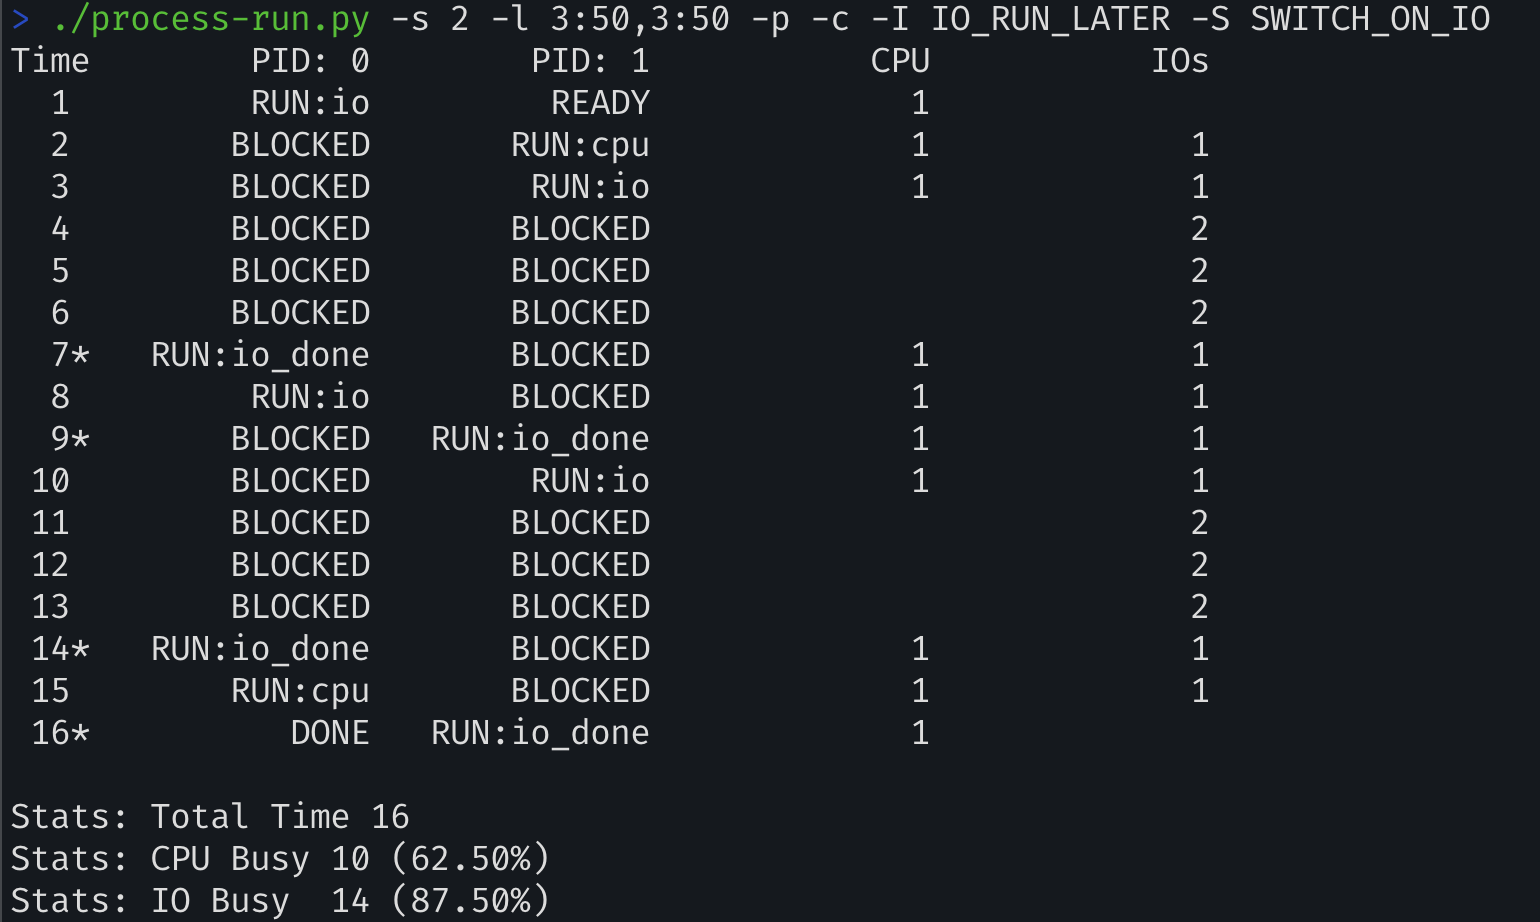 > ./process-run.py -s 2 -l 3:50,3:50 -p -c -I IO_RUN_LATER -S SWITCH_ON_IO
Time        PID: 0        PID: 1           CPU           IOs
  1        RUN:io         READY             1
  2       BLOCKED       RUN:cpu             1             1
  3       BLOCKED        RUN:io             1             1
  4       BLOCKED       BLOCKED                           2
  5       BLOCKED       BLOCKED                           2
  6       BLOCKED       BLOCKED                           2
  7*   RUN:io_done       BLOCKED             1             1
  8        RUN:io       BLOCKED             1             1
  9*      BLOCKED   RUN:io_done             1             1
 10       BLOCKED        RUN:io             1             1
 11       BLOCKED       BLOCKED                           2
 12       BLOCKED       BLOCKED                           2
 13       BLOCKED       BLOCKED                           2
 14*   RUN:io_done       BLOCKED             1             1
 15       RUN:cpu       BLOCKED             1             1
 16*         DONE   RUN:io_done             1
Stats: Total Time 16
Stats: CPU Busy 10 (62.50%)
Stats: IO Busy  14 (87.50%)